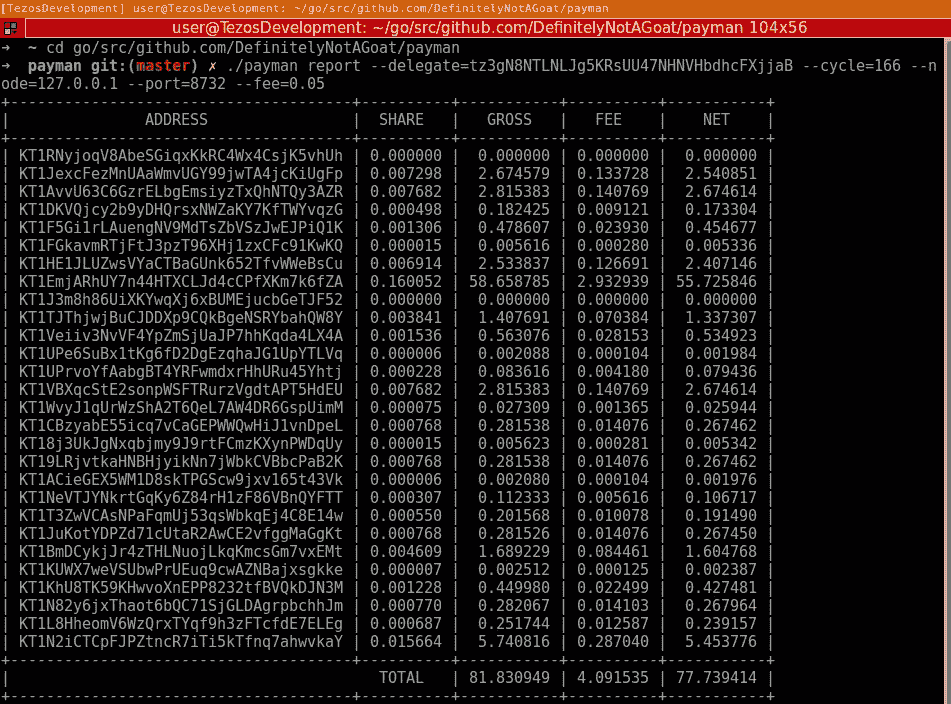 [TezosDevelopment] user@TezosDevelopment: ~/go/src/github.com/DefinitelyNotAGoat/payman
user@TezosDevelopment: ~/go/src/github.com/DefinitelyNotAGoat/payman 104x56
➜  ~ cd go/src/github.com/DefinitelyNotAGoat/payman
➜  payman git:(master) ✗ ./payman report --delegate=tz3gN8NTLNLJg5KRsUU47NHNVHbdhcFXjjaB --cycle=166 --n
ode=127.0.0.1 --port=8732 --fee=0.05
+--------------------------------------+----------+-----------+----------+-----------+
|               ADDRESS                |  SHARE   |   GROSS   |   FEE    |    NET    |
+--------------------------------------+----------+-----------+----------+-----------+
| KT1RNyjoqV8AbeSGiqxKkRC4Wx4CsjK5vhUh | 0.000000 |  0.000000 | 0.000000 |  0.000000 |
| KT1JexcFezMnUAaWmvUGY99jwTA4jcKiUgFp | 0.007298 |  2.674579 | 0.133728 |  2.540851 |
| KT1AvvU63C6GzrELbgEmsiyzTxQhNTQy3AZR | 0.007682 |  2.815383 | 0.140769 |  2.674614 |
| KT1DKVQjcy2b9yDHQrsxNWZaKY7KfTWYvqzG | 0.000498 |  0.182425 | 0.009121 |  0.173304 |
| KT1F5Gi1rLAuengNV9MdTsZbVSzJwEJPiQ1K | 0.001306 |  0.478607 | 0.023930 |  0.454677 |
| KT1FGkavmRTjFtJ3pzT96XHj1zxCFc91KwKQ | 0.000015 |  0.005616 | 0.000280 |  0.005336 |
| KT1HE1JLUZwsVYaCTBaGUnk652TfvWWeBsCu | 0.006914 |  2.533837 | 0.126691 |  2.407146 |
| KT1EmjARhUY7n44HTXCLJd4cCPfXKm7k6fZA | 0.160052 | 58.658785 | 2.932939 | 55.725846 |
| KT1J3m8h86UiXKYwqXj6xBUMEjucbGeTJF52 | 0.000000 |  0.000000 | 0.000000 |  0.000000 |
| KT1TJThjwjBuCJDDXp9CQkBgeNSRYbahQW8Y | 0.003841 |  1.407691 | 0.070384 |  1.337307 |
| KT1Veiiv3NvVF4YpZmSjUaJP7hhKqda4LX4A | 0.001536 |  0.563076 | 0.028153 |  0.534923 |
| KT1UPe6SuBx1tKg6fD2DgEzqhaJG1UpYTLVq | 0.000006 |  0.002088 | 0.000104 |  0.001984 |
| KT1UPrvoYfAabgBT4YRFwmdxrHhURu45Yhtj | 0.000228 |  0.083616 | 0.004180 |  0.079436 |
| KT1VBXqcStE2sonpWSFTRurzVgdtAPT5HdEU | 0.007682 |  2.815383 | 0.140769 |  2.674614 |
| KT1WvyJ1qUrWzShA2T6QeL7AW4DR6GspUimM | 0.000075 |  0.027309 | 0.001365 |  0.025944 |
| KT1CBzyabE55icq7vCaGEPWWQwHiJ1vnDpeL | 0.000768 |  0.281538 | 0.014076 |  0.267462 |
| KT18j3UkJgNxqbjmy9J9rtFCmzKXynPWDqUy | 0.000015 |  0.005623 | 0.000281 |  0.005342 |
| KT19LRjvtkaHNBHjyikNn7jWbkCVBbcPaB2K | 0.000768 |  0.281538 | 0.014076 |  0.267462 |
| KT1ACieGEX5WM1D8skTPGScw9jxv165t43Vk | 0.000006 |  0.002080 | 0.000104 |  0.001976 |
| KT1NeVTJYNkrtGqKy6Z84rH1zF86VBnQYFTT | 0.000307 |  0.112333 | 0.005616 |  0.106717 |
| KT1T3ZwVCAsNPaFqmUj53qsWbkqEj4C8E14w | 0.000550 |  0.201568 | 0.010078 |  0.191490 |
| KT1JuKotYDPZd71cUtaR2AwCE2vfggMaGgKt | 0.000768 |  0.281526 | 0.014076 |  0.267450 |
| KT1BmDCykjJr4zTHLNuojLkqKmcsGm7vxEMt | 0.004609 |  1.689229 | 0.084461 |  1.604768 |
| KT1KUWX7weVSUbwPrUEuq9cwAZNBajxsgkke | 0.000007 |  0.002512 | 0.000125 |  0.002387 |
| KT1KhU8TK59KHwvoXnEPP8232tfBVQkDJN3M | 0.001228 |  0.449980 | 0.022499 |  0.427481 |
| KT1N82y6jxThaot6bQC71SjGLDAgrpbchhJm | 0.000770 |  0.282067 | 0.014103 |  0.267964 |
| KT1L8HheomV6WzQrxTYqf9h3zFTcfdE7ELEg | 0.000687 |  0.251744 | 0.012587 |  0.239157 |
| KT1N2iCTCpFJPZtncR7iTi5kTfnq7ahwvkaY | 0.015664 |  5.740816 | 0.287040 |  5.453776 |
+--------------------------------------+----------+-----------+----------+-----------+
|                                         TOTAL   | 81.830949 | 4.091535 | 77.739414 |
+--------------------------------------+----------+-----------+----------+-----------+